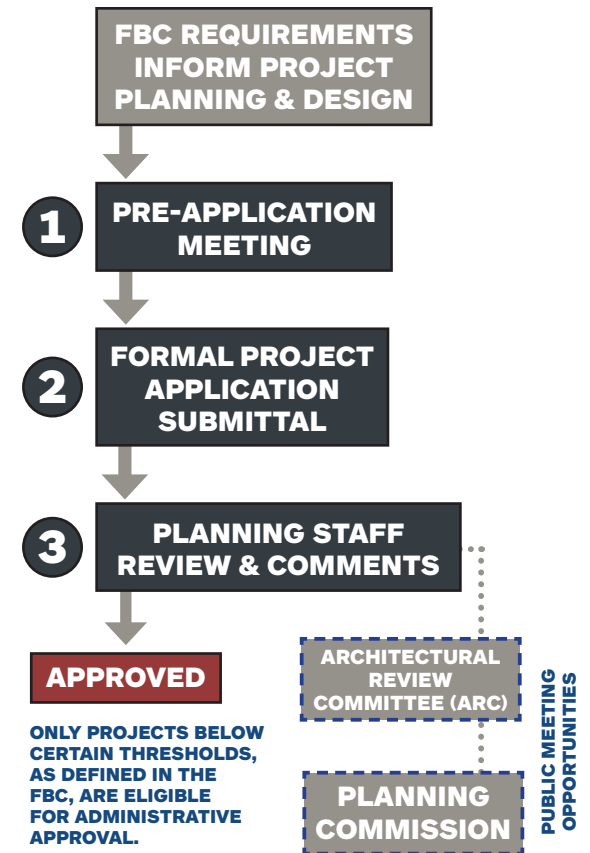 FBC REQUIREMENTS
INFORM PROJECT
PLANNING & DESIGN
1
PRE-APPLICATION
MEETING
2
FORMAL PROJECT
APPLICATION
SUBMITTAL
3
PLANNING STAFF
REVIEW & COMMENTS
APPROVED
ONLY PROJECTS BELOW
CERTAIN THRESHOLDS,
AS DEFINED IN THE
FBC, ARE ELIGIBLE
FOR ADMINISTRATIVE
APPROVAL.
ARCHITECTURAL
REVIEW
COMMITTEE (ARC)
PLANNING
COMMISSION
PUBLIC MEETING
OPPORTUNITIES